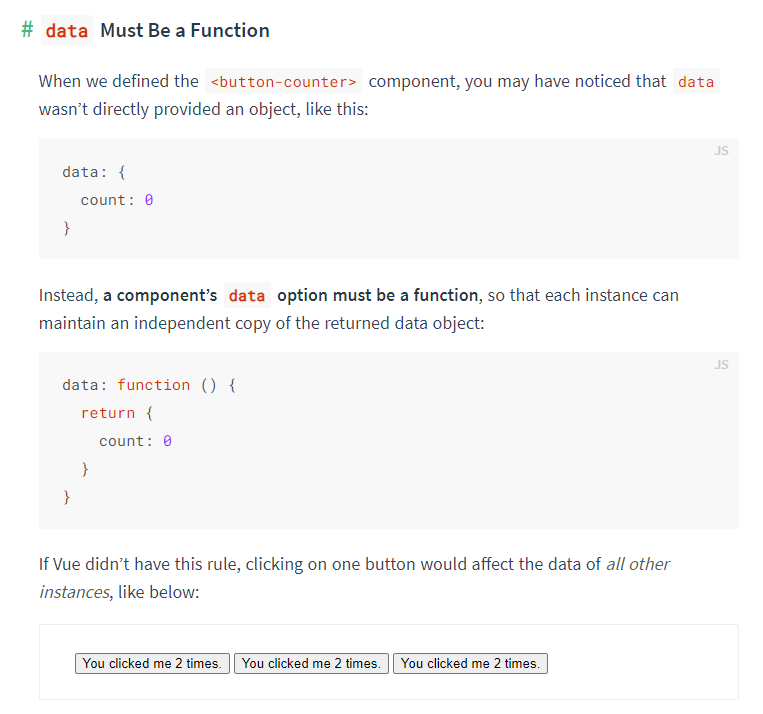 # data Must Be a Function
When we defined the <button-counter> component, you may have noticed that data
wasn’t directly provided an object, like this:
JS
data: {
  count: 0
}
Instead, a component’s data option must be a function, so that each instance can
maintain an independent copy of the returned data object:
JS
data: function () {
  return {
    count: 0
  }
}
If Vue didn’t have this rule, clicking on one button would affect the data of all other
instances, like below:
You clicked me 2 times. You clicked me 2 times. You clicked me 2 times.